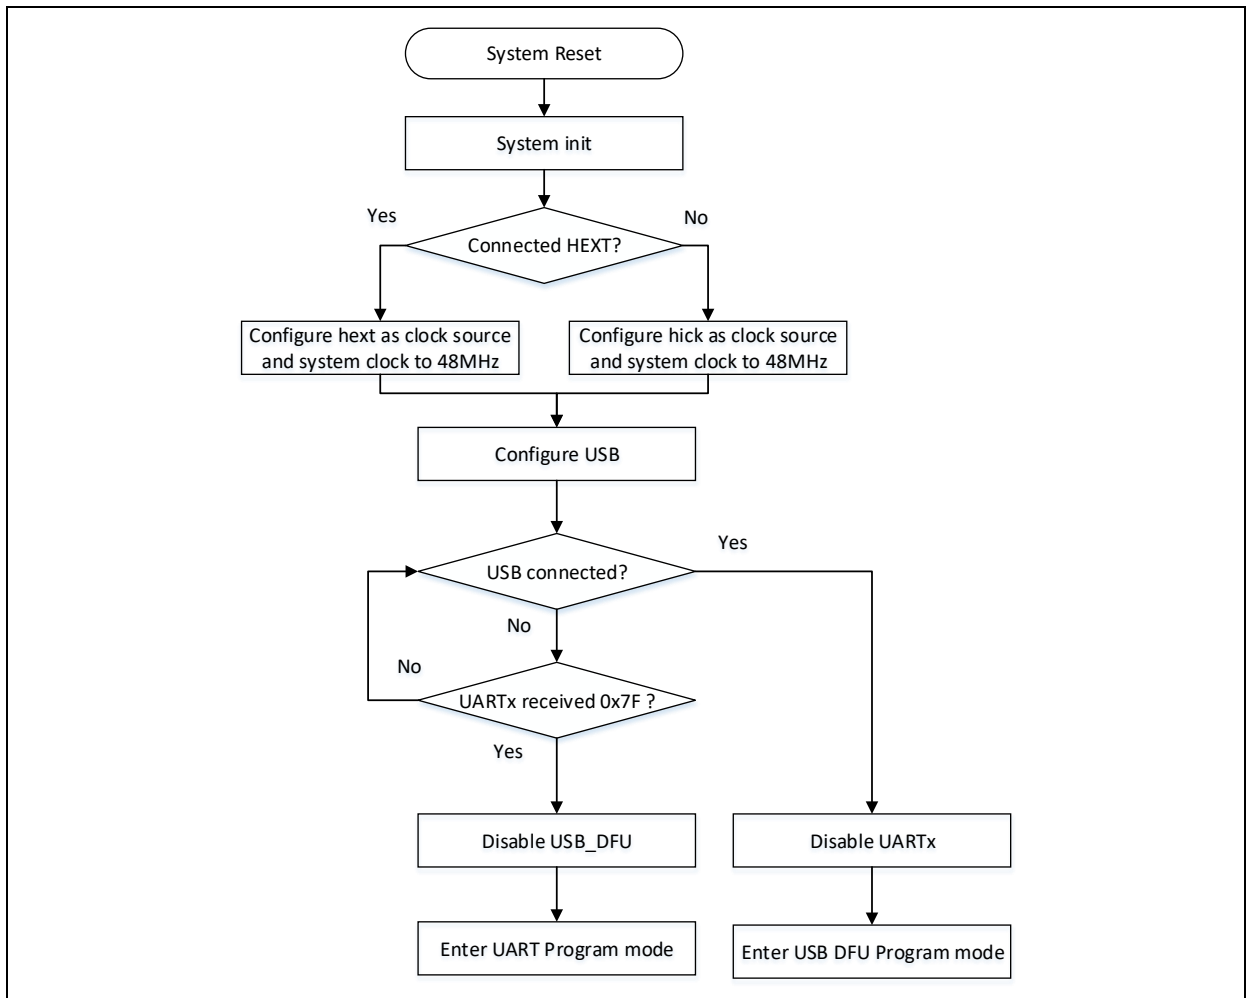 System Reset
System init
Yes
No
Connected HEXT?
Configure hext as clock source
and system clock to 48MHz
Configure hick as clock source
and system clock to 48MHz
Configure USB
Yes
USB connected?
No
No
UARTx received 0x7F ?
Yes
Disable USB_DFU
Disable UARTx
Enter UART Program mode
Enter USB DFU Program mode